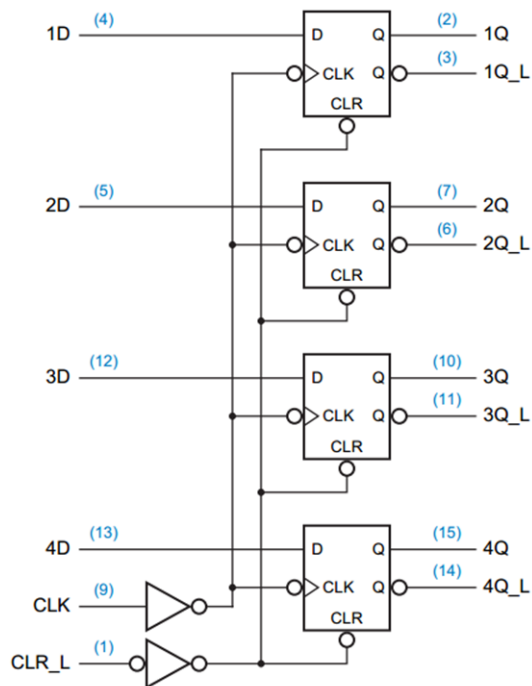 1D (4) D Q (2) 1Q
CLK Q (3) 1Q_L
CLR
2D (5) D Q (7) 2Q
CLK Q (6) 2Q_L
CLR
3D (12) D Q (10) 3Q
CLK Q (11) 3Q_L
CLR
4D (13) D Q (15) 4Q
CLK (9) CLK Q (14) 4Q_L
CLR
CLR_L (1)